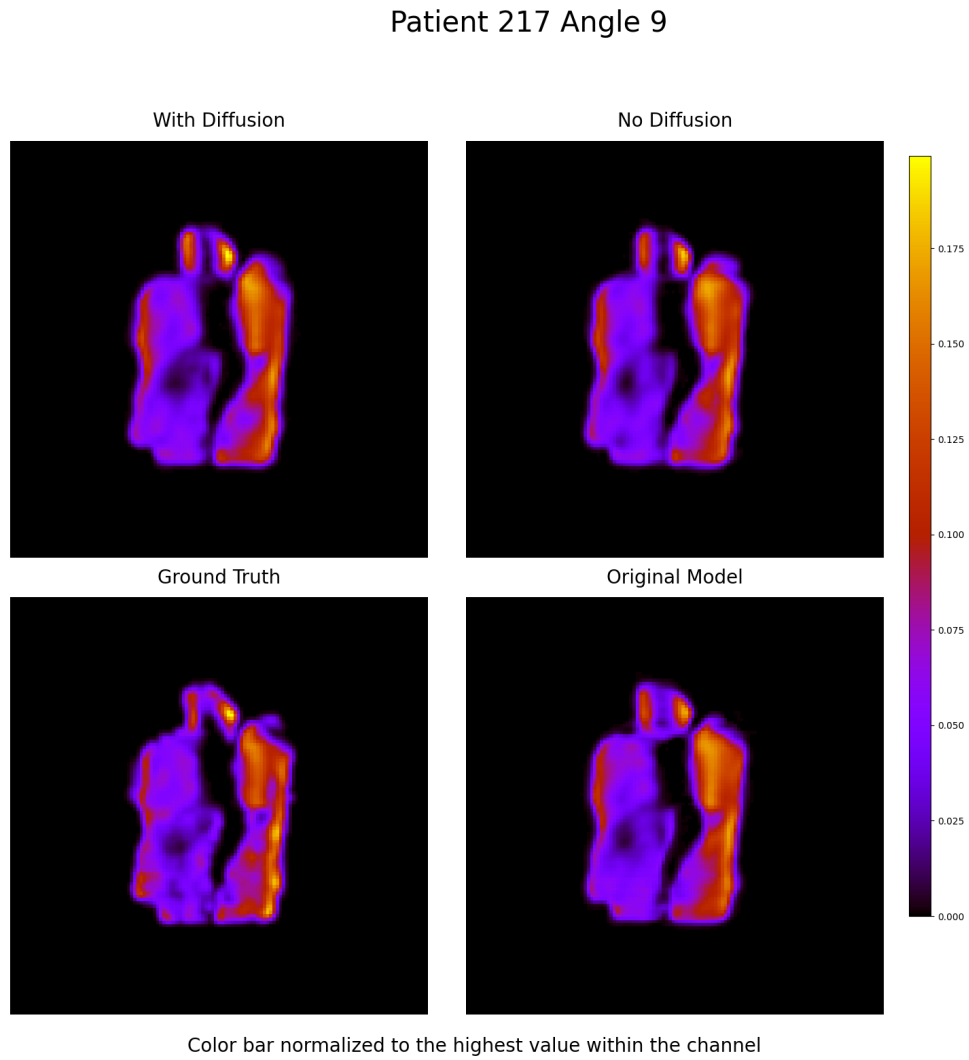 Patient 217 Angle 9
With Diffusion
No Diffusion
0.175
0.150
0.125
0.100
0.075
0.050
0.025
0.000
Ground Truth
Original Model
Color bar normalized to the highest value within the channel